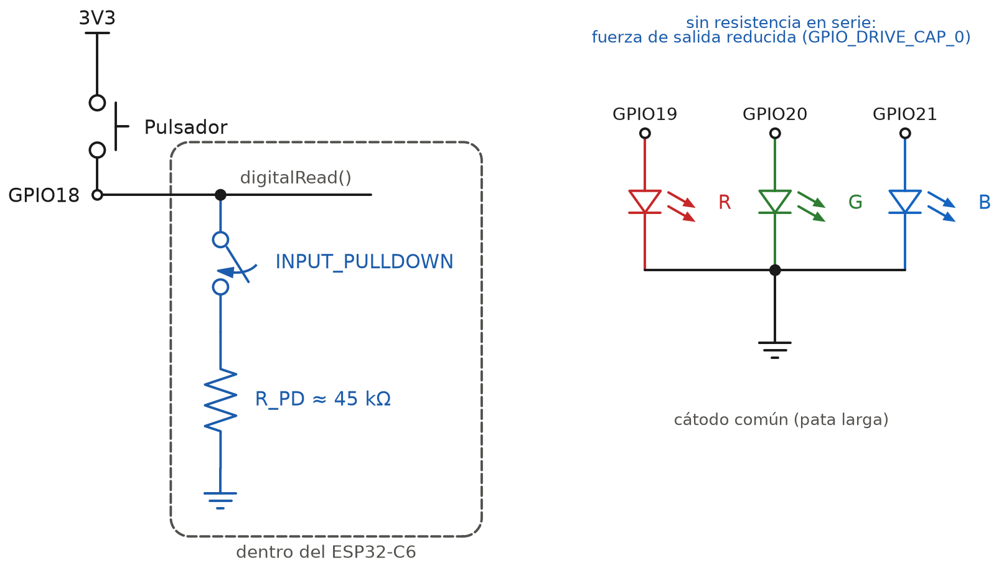 3V3
Pulsador
GPIO18
digitalRead()
INPUT_PULLDOWN
R_PD ≈ 45 kΩ
dentro del ESP32-C6
sin resistencia en serie:
fuerza de salida reducida (GPIO_DRIVE_CAP_0)
GPIO19
GPIO20
GPIO21
R
G
B
cátodo común (pata larga)